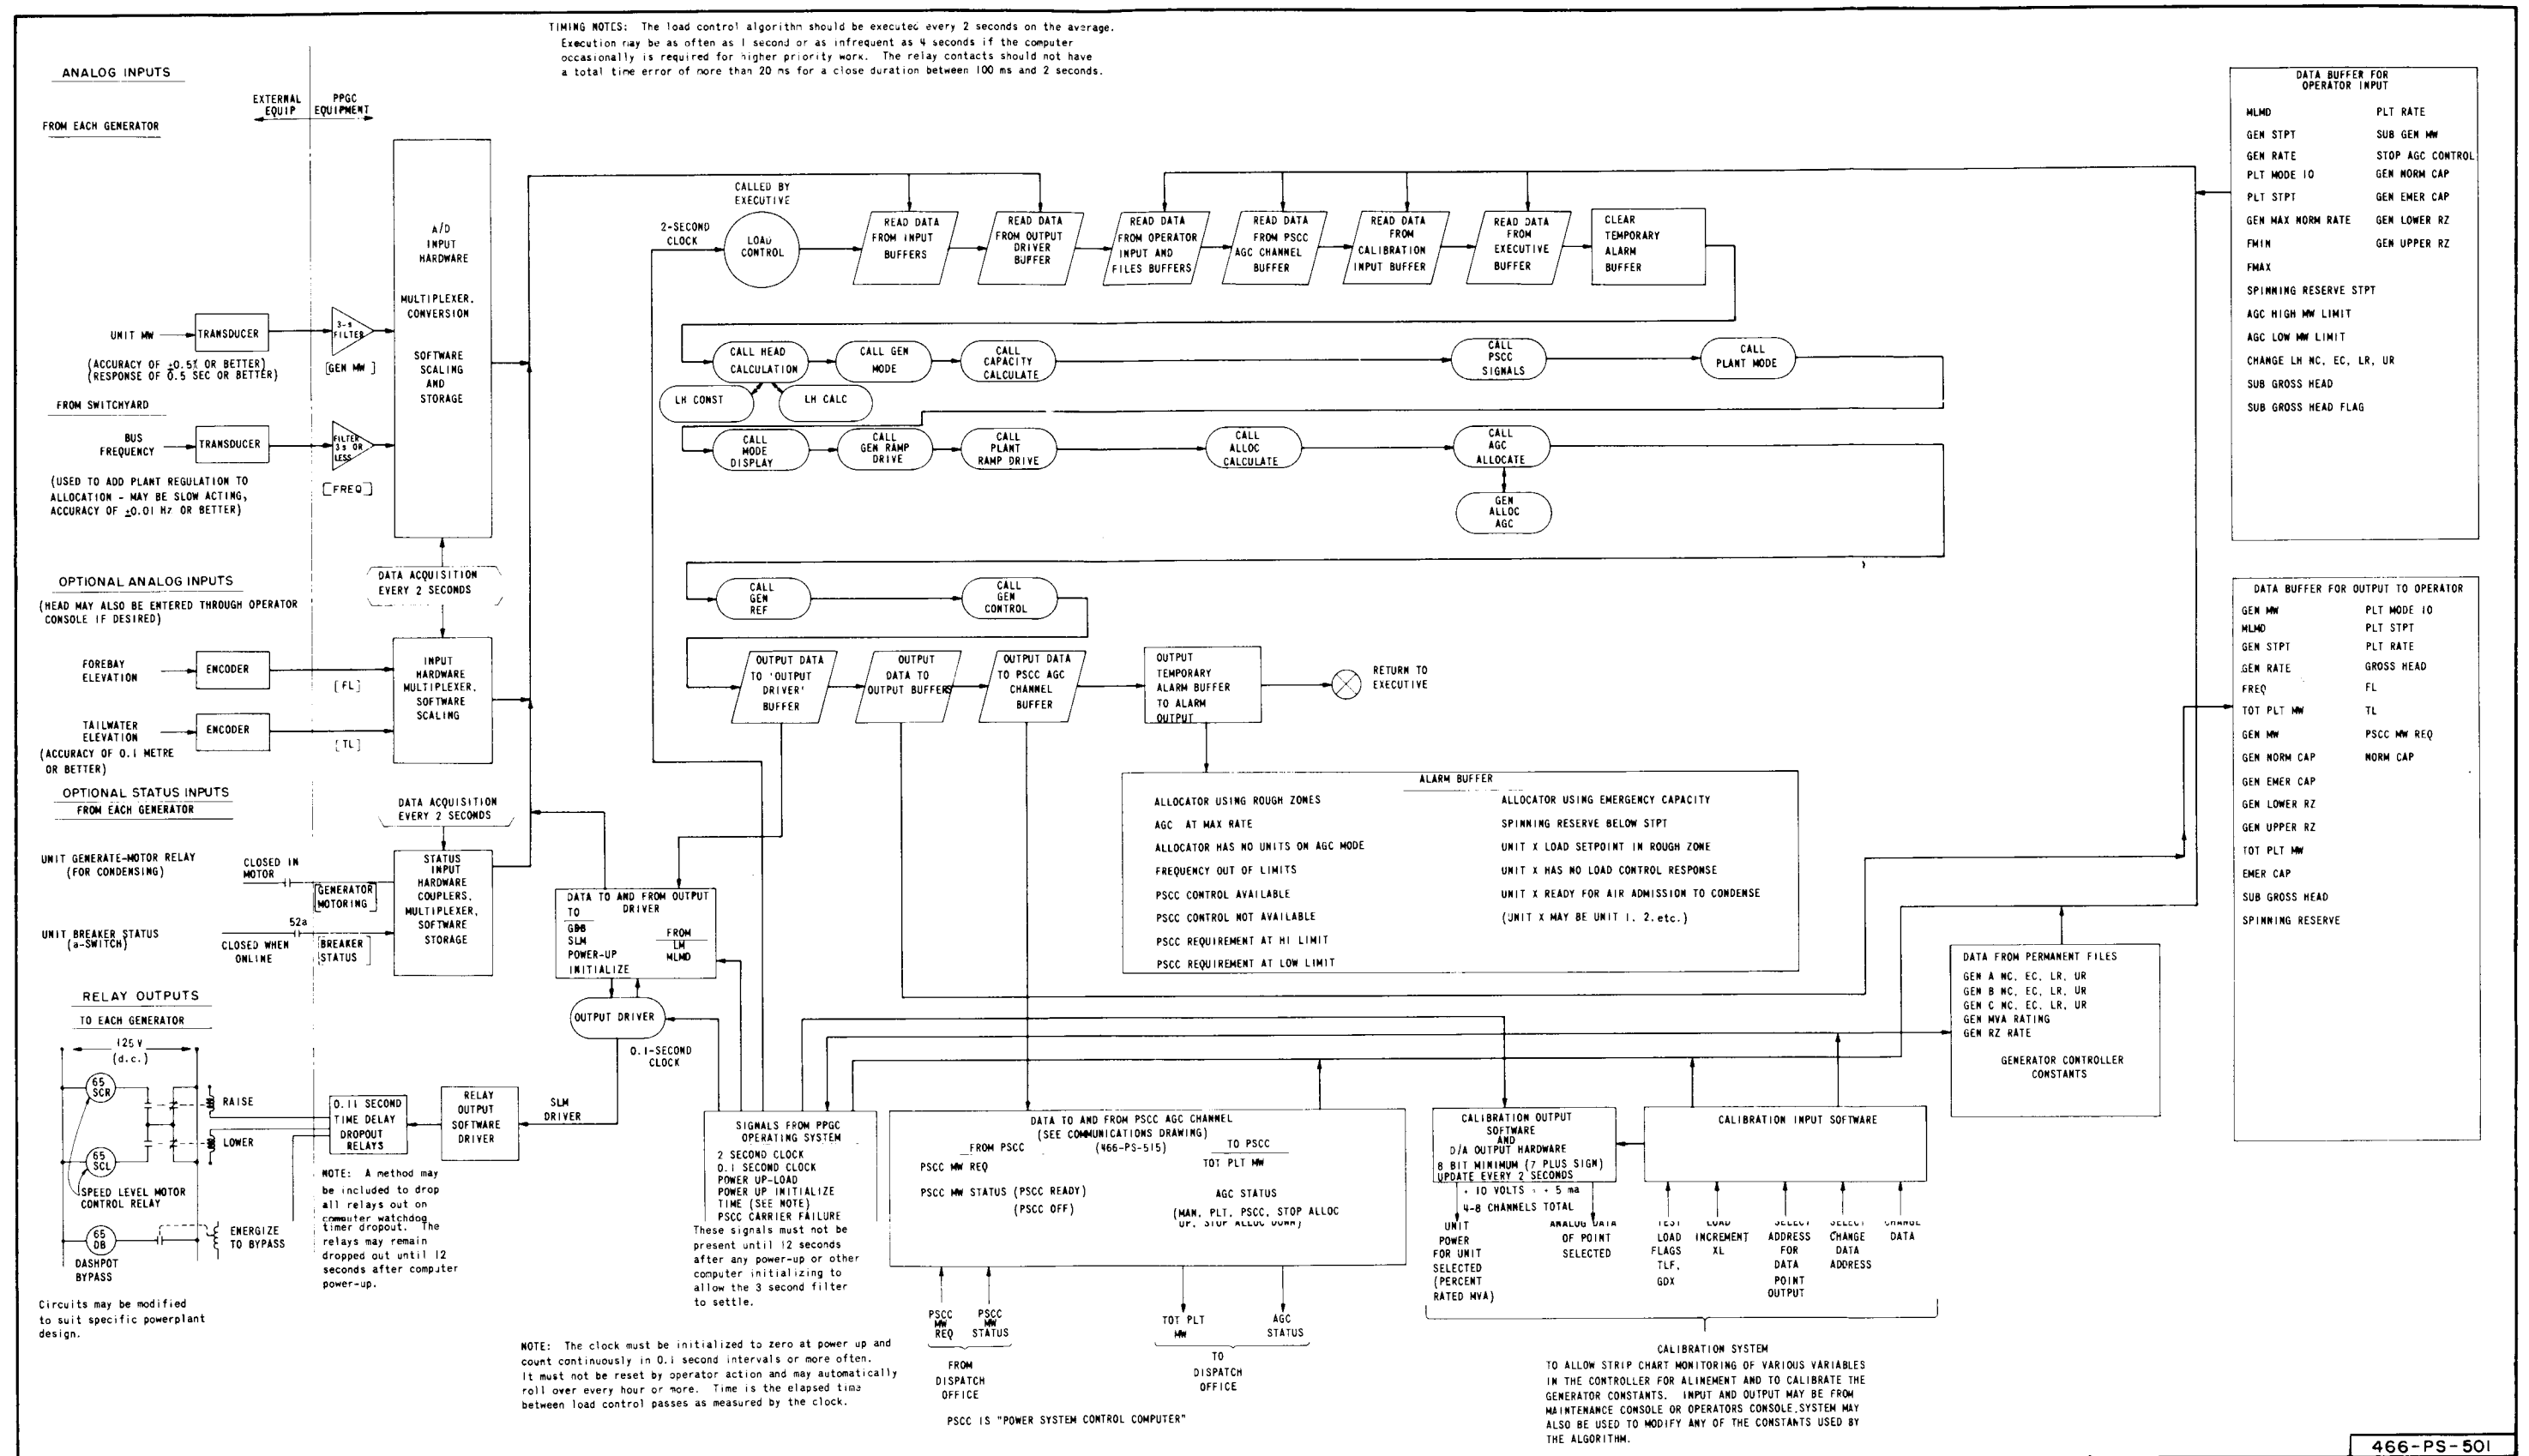 TIMING NOTES: The load control algorithm should be executed every 2 seconds on the average.
Execution may be as often as 1 second or as infrequent as 4 seconds if the computer
occasionally is required for higher priority work. The relay contacts should not have
a total time error of more than 20 ms for a close duration between 100 ms and 2 seconds.
ANALOG INPUTS
EXTERNAL EQUIP
PPGC EQUIPMENT
FROM EACH GENERATOR
A/D
INPUT
HARDWARE
MULTIPLEXER,
CONVERSION
SOFTWARE
SCALING
AND
STORAGE
UNIT MW
TRANSDUCER
3-s
FILTER
(ACCURACY OF ±0.5% OR BETTER)
(RESPONSE OF 0.5 SEC OR BETTER)
[GEN MW ]
FROM SWITCHYARD
BUS
FREQUENCY
TRANSDUCER
FILTER
3 s OR
LESS
(USED TO ADD PLANT REGULATION TO
ALLOCATION - MAY BE SLOW ACTING,
ACCURACY OF ±0.01 Hz OR BETTER)
[FREQ]
DATA ACQUISITION
EVERY 2 SECONDS
OPTIONAL ANALOG INPUTS
(HEAD MAY ALSO BE ENTERED THROUGH OPERATOR
CONSOLE IF DESIRED)
FOREBAY
ELEVATION
ENCODER
[FL]
INPUT
HARDWARE
MULTIPLEXER,
SOFTWARE
SCALING
TAILWATER
ELEVATION
ENCODER
[TL]
(ACCURACY OF 0.1 METRE
OR BETTER)
OPTIONAL STATUS INPUTS
FROM EACH GENERATOR
DATA ACQUISITION
EVERY 2 SECONDS
UNIT GENERATE-MOTOR RELAY
(FOR CONDENSING)
CLOSED IN
MOTOR
[GENERATOR
MOTORING]
STATUS
INPUT
HARDWARE
COUPLERS,
MULTIPLEXER,
SOFTWARE
STORAGE
UNIT BREAKER STATUS
(a-SWITCH)
52a
CLOSED WHEN
ONLINE
[BREAKER
STATUS]
RELAY OUTPUTS
TO EACH GENERATOR
125 V
(d.c.)
65
SCR
RAISE
LOWER
65
SCL
SPEED LEVEL MOTOR
CONTROL RELAY
65
DB
DASHPOT
BYPASS
ENERGIZE
TO BYPASS
Circuits may be modified
to suit specific powerplant
design.
0.11 SECOND
TIME DELAY
DROPOUT
RELAYS
NOTE: A method may
be included to drop
all relays out on
computer watchdog
timer dropout. The
relays may remain
dropped out until 12
seconds after computer
power-up.
RELAY
OUTPUT
SOFTWARE
DRIVER
SLM
DRIVER
CALLED BY
EXECUTIVE
2-SECOND
CLOCK
LOAD
CONTROL
READ DATA
FROM INPUT
BUFFERS
READ DATA
FROM OUTPUT
DRIVER
BUFFER
READ DATA
FROM OPERATOR
INPUT AND
FILES BUFFERS
READ DATA
FROM PSCC
AGC CHANNEL
BUFFER
READ DATA
FROM
CALIBRATION
INPUT BUFFER
READ DATA
FROM
EXECUTIVE
BUFFER
CLEAR
TEMPORARY
ALARM
BUFFER
CALL HEAD
CALCULATION
LH CONST
LH CALC
CALL GEN
MODE
CALL
CAPACITY
CALCULATE
CALL
PSCC
SIGNALS
CALL
PLANT MODE
CALL
MODE
DISPLAY
CALL
GEN RAMP
DRIVE
CALL
PLANT
RAMP DRIVE
CALL
ALLOC
CALCULATE
CALL
AGC
ALLOCATE
GEN
ALLOC
AGC
CALL
GEN
REF
CALL
GEN
CONTROL
OUTPUT DATA
TO 'OUTPUT
DRIVER'
BUFFER
OUTPUT
DATA TO
OUTPUT BUFFERS
OUTPUT DATA
TO PSCC AGC
CHANNEL
BUFFER
OUTPUT
TEMPORARY
ALARM BUFFER
TO ALARM
OUTPUT
RETURN TO
EXECUTIVE
ALARM BUFFER
ALLOCATOR USING ROUGH ZONES
AGC AT MAX RATE
ALLOCATOR HAS NO UNITS ON AGC MODE
FREQUENCY OUT OF LIMITS
PSCC CONTROL AVAILABLE
PSCC CONTROL NOT AVAILABLE
PSCC REQUIREMENT AT HI LIMIT
PSCC REQUIREMENT AT LOW LIMIT
ALLOCATOR USING EMERGENCY CAPACITY
SPINNING RESERVE BELOW STPT
UNIT X LOAD SETPOINT IN ROUGH ZONE
UNIT X HAS NO LOAD CONTROL RESPONSE
UNIT X READY FOR AIR ADMISSION TO CONDENSE
(UNIT X MAY BE UNIT 1, 2, etc.)
DATA TO AND FROM OUTPUT
DRIVER
TO
GDB
SLM
POWER-UP
INITIALIZE
FROM
LM
MLMD
OUTPUT DRIVER
0.1-SECOND
CLOCK
SIGNALS FROM PPGC
OPERATING SYSTEM
2 SECOND CLOCK
0.1 SECOND CLOCK
POWER UP-LOAD
POWER UP INITIALIZE
TIME (SEE NOTE)
PSCC CARRIER FAILURE
These signals must not be
present until 12 seconds
after any power-up or other
computer initializing to
allow the 3 second filter
to settle.
NOTE: The clock must be initialized to zero at power up and
count continuously in 0.1 second intervals or more often.
It must not be reset by operator action and may automatically
roll over every hour or more. Time is the elapsed time
between load control passes as measured by the clock.
DATA TO AND FROM PSCC AGC CHANNEL
(SEE COMMUNICATIONS DRAWING)
(466-PS-515)
FROM PSCC
PSCC MW REQ
PSCC MW STATUS (PSCC READY)
(PSCC OFF)
TO PSCC
TOT PLT MW
AGC STATUS
(MAN, PLT, PSCC, STOP ALLOC
UP, STOP ALLOC DOWN)
PSCC
MW
REQ
PSCC
MW
STATUS
FROM
DISPATCH
OFFICE
TOT PLT
MW
AGC
STATUS
TO
DISPATCH
OFFICE
PSCC IS "POWER SYSTEM CONTROL COMPUTER"
CALIBRATION OUTPUT
SOFTWARE
AND
D/A OUTPUT HARDWARE
8 BIT MINIMUM (7 PLUS SIGN)
UPDATE EVERY 2 SECONDS
10 VOLTS 5 ma
4-8 CHANNELS TOTAL
UNIT
POWER
FOR UNIT
SELECTED
(PERCENT
RATED MVA)
ANALOG DATA
OF POINT
SELECTED
CALIBRATION INPUT SOFTWARE
TEST
LOAD
FLAGS
TLF,
GDX
LOAD
INCREMENT
XL
SELECT
ADDRESS
FOR
DATA
POINT
OUTPUT
SELECT
CHANGE
DATA
ADDRESS
CHANGE
DATA
CALIBRATION SYSTEM
TO ALLOW STRIP CHART MONITORING OF VARIOUS VARIABLES
IN THE CONTROLLER FOR ALINEMENT AND TO CALIBRATE THE
GENERATOR CONSTANTS. INPUT AND OUTPUT MAY BE FROM
MAINTENANCE CONSOLE OR OPERATORS CONSOLE.SYSTEM MAY
ALSO BE USED TO MODIFY ANY OF THE CONSTANTS USED BY
THE ALGORITHM.
DATA FROM PERMANENT FILES
GEN A NC, EC, LR, UR
GEN B NC, EC, LR, UR
GEN C NC, EC, LR, UR
GEN MVA RATING
GEN RZ RATE
GENERATOR CONTROLLER
CONSTANTS
DATA BUFFER FOR
OPERATOR INPUT
MLMD
GEN STPT
GEN RATE
PLT MODE IO
PLT STPT
GEN MAX NORM RATE
FMIN
FMAX
SPINNING RESERVE STPT
AGC HIGH MW LIMIT
AGC LOW MW LIMIT
CHANGE LH NC, EC, LR, UR
SUB GROSS HEAD
SUB GROSS HEAD FLAG
PLT RATE
SUB GEN MW
STOP AGC CONTROL
GEN NORM CAP
GEN EMER CAP
GEN LOWER RZ
GEN UPPER RZ
DATA BUFFER FOR OUTPUT TO OPERATOR
GEN MW
MLMD
GEN STPT
GEN RATE
FREQ
TOT PLT MW
GEN MW
GEN NORM CAP
GEN EMER CAP
GEN LOWER RZ
GEN UPPER RZ
TOT PLT MW
EMER CAP
SUB GROSS HEAD
SPINNING RESERVE
PLT MODE IO
PLT STPT
PLT RATE
GROSS HEAD
FL
TL
PSCC MW REQ
NORM CAP
466-PS-501